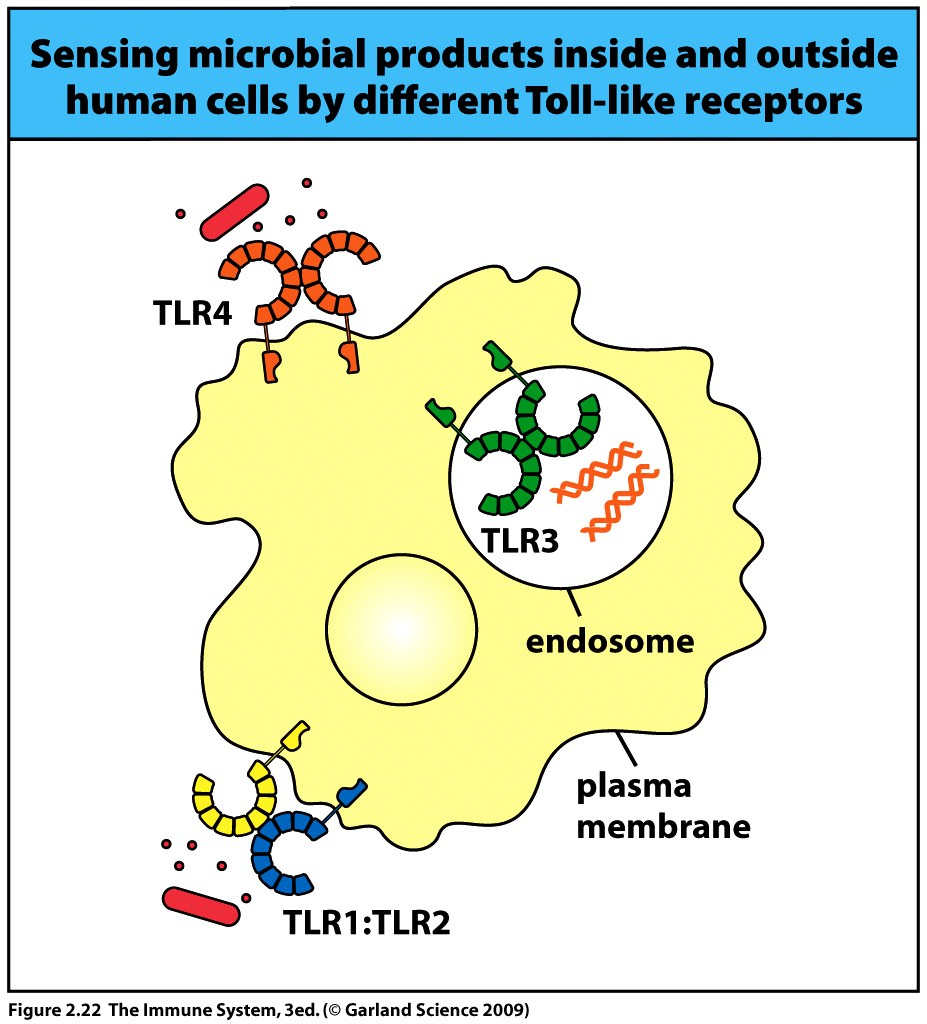 Sensing microbial products inside and outside
human cells by different Toll-like receptors
TLR4
TLR3
endosome
plasma
membrane
TLR1:TLR2
Figure 2.22 The Immune System, 3ed. (© Garland Science 2009)